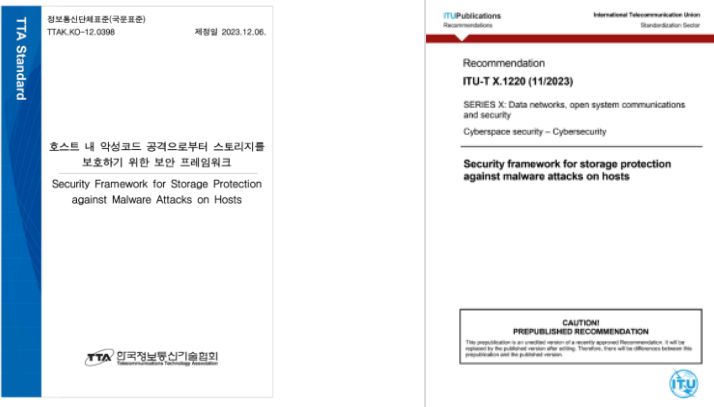 TTA Standard
정보통신단체표준(국문표준)
TTAK.KO-12.0398
제정일 2023.12.06.
호스트 내 악성코드 공격으로부터 스토리지를
보호하기 위한 보안 프레임워크
Security Framework for Storage Protection
against Malware Attacks on Hosts
TTA 한국정보통신기술협회
Telecommunications Technology Association
ITUPublications
International Telecommunication Union
Recommendations
Standardization Sector
Recommendation
ITU-T X.1220 (11/2023)
SERIES X: Data networks, open system communications
and security
Cyberspace security – Cybersecurity
Security framework for storage protection
against malware attacks on hosts
CAUTION!
PREPUBLISHED RECOMMENDATION
This prepublication is an unedited version of a recently approved Recommendation. It will be
replaced by the published version after editing. Therefore, there will be differences between this
prepublication and the published version.
ITU